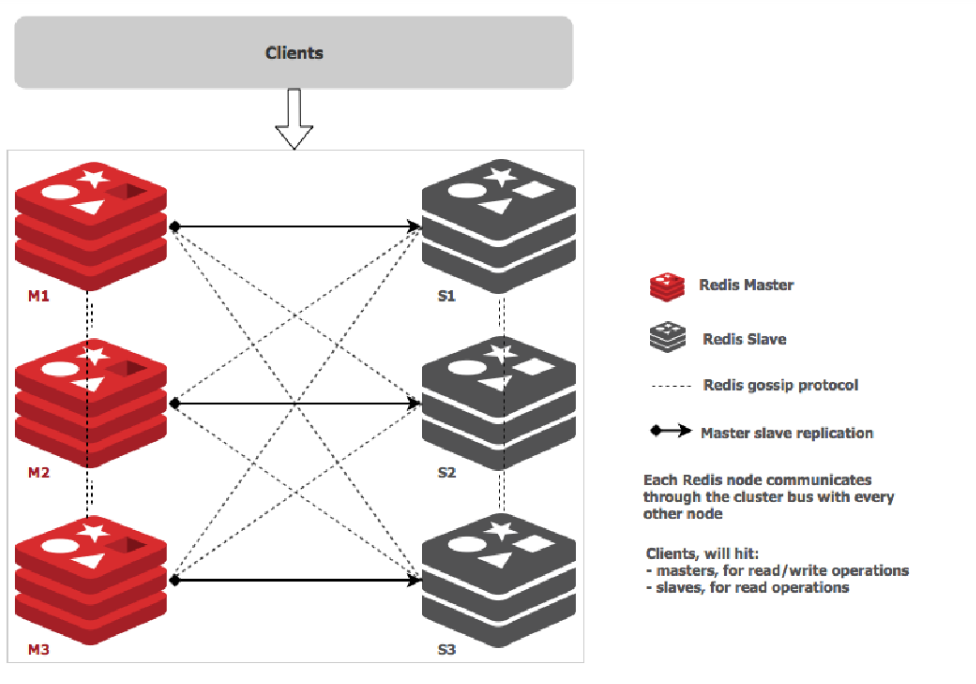 Clients
M1
S1
M2
S2
M3
S3
Redis Master
Redis Slave
Redis gossip protocol
Master slave replication
Each Redis node communicates
through the cluster bus with every
other node
Clients, will hit:
- masters, for read/write operations
- slaves, for read operations